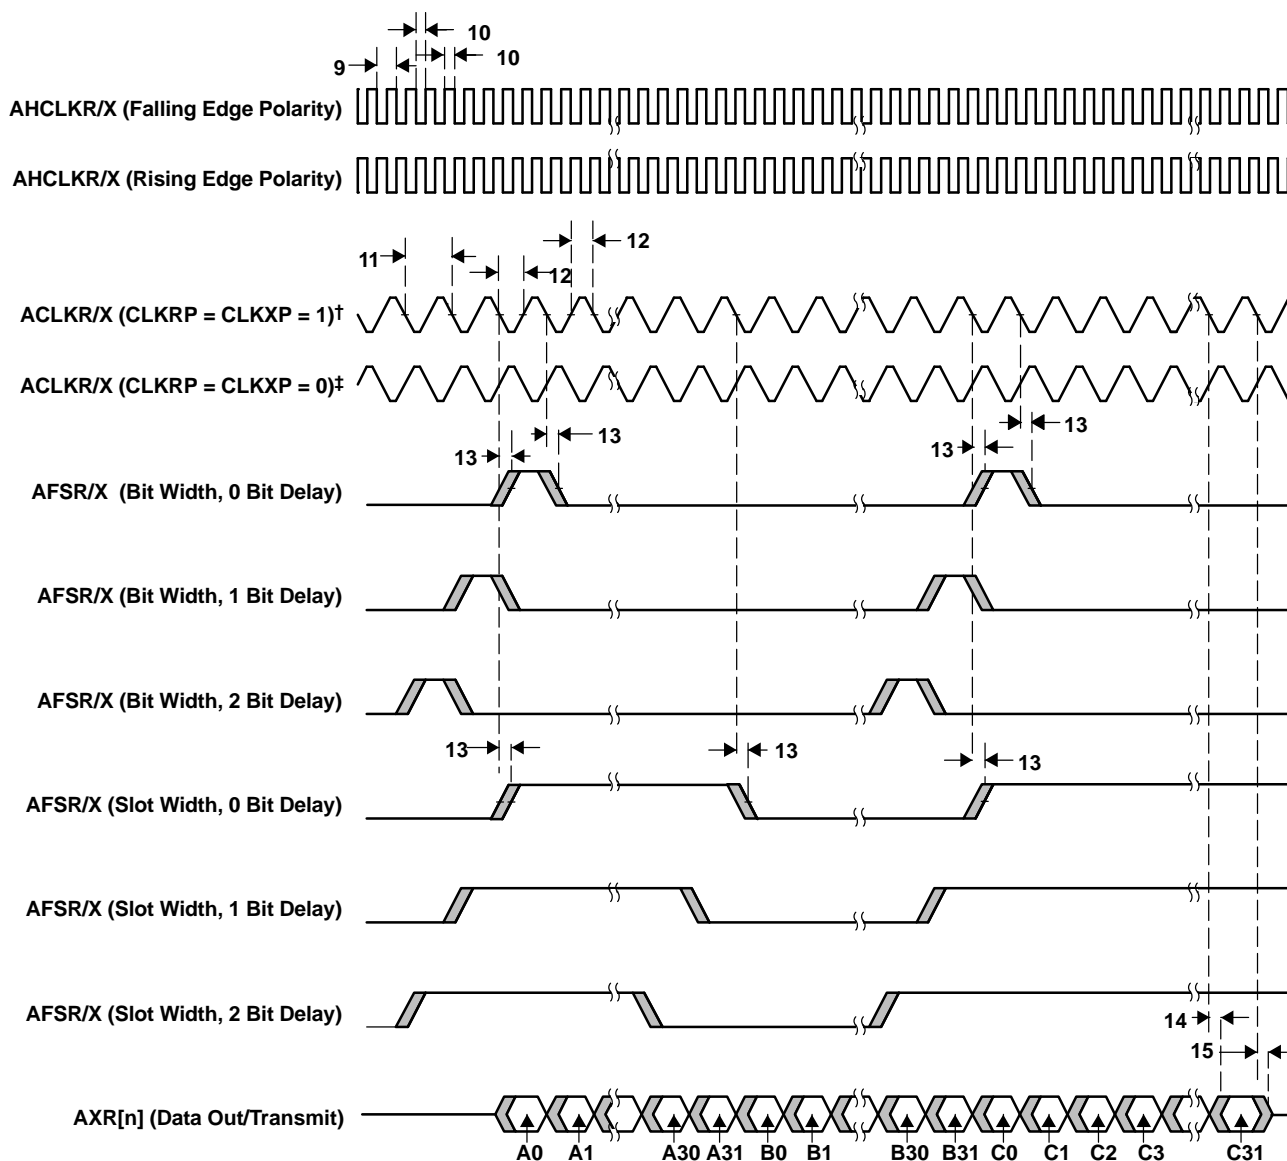 10
10
9
AHCLKR/X (Falling Edge Polarity)
AHCLKR/X (Rising Edge Polarity)
12
11
12
ACLKR/X (CLKRP = CLKXP = 1)†
ACLKR/X (CLKRP = CLKXP = 0)‡
13
13
13
13
AFSR/X (Bit Width, 0 Bit Delay)
AFSR/X (Bit Width, 1 Bit Delay)
AFSR/X (Bit Width, 2 Bit Delay)
13
13
13
AFSR/X (Slot Width, 0 Bit Delay)
AFSR/X (Slot Width, 1 Bit Delay)
AFSR/X (Slot Width, 2 Bit Delay)
14
15
AXR[n] (Data Out/Transmit)
A0 A1 A30 A31 B0 B1 B30 B31 C0 C1 C2 C3 C31